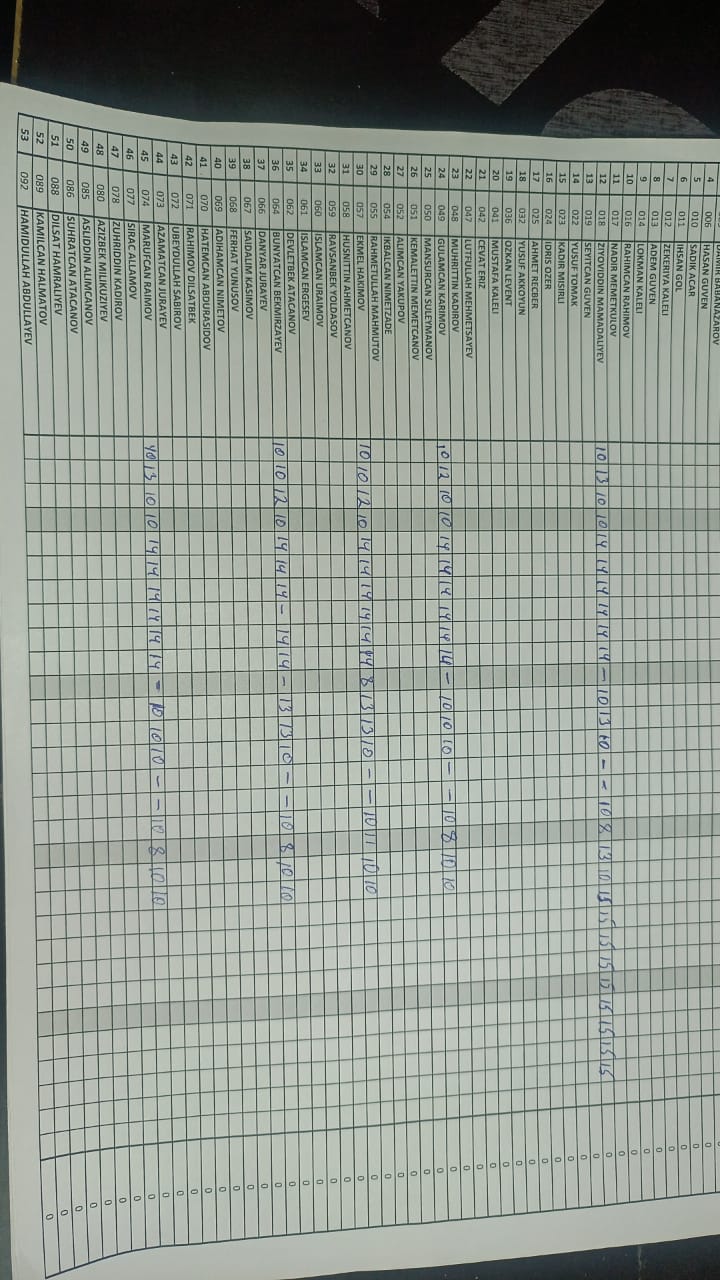 DAMIR BABANAZAROV 0
4 006 HASAN GUVEN 0
5 010 SADIK ACAR 0
6 011 IHSAN GOL 0
7 012 ZEKERIYA KALELI 0
8 013 ADEM GUVEN 0
9 014 LOKMAN KALELI 0
10 016 RAHIMCAN RAHIMOV 0
11 017 NADIR MEMETKULOV 0
12 018 ZIYOVIDDIN MAMADALIYEV 10 13 10 10 14 14 14 14 14 14 - 10 13 10 - - 10 8 13 10 15 15 15 15 15 15 15 15 15 0
13 019 SEYITCAN GUVEN 0
14 022 YUSUF TOMAK 0
15 023 KADIR MISIRLI 0
16 024 IDRIS OZER 0
17 025 AHMET RECBER 0
18 032 YUSUF AKKOYUN 0
19 036 OZKAN LEVENT 0
20 041 MUSTAFA KALELI 0
21 042 CEVAT ERIZ 0
22 047 LUTFULLAH MEHMETSAYEV 0
23 048 MUHRITTIN KADIROV 0
24 049 GULAMCAN KARIMOV 10 12 10 10 14 14 14 14 14 14 - 10 10 10 - - 10 8 10 10 0
25 050 MANSURCAN SULEYMANOV 0
26 051 KEMALETTIN MEMETCANOV 0
27 052 ALIMCAN YAKUPOV 0
28 054 IKBALCAN NIMETZADE 0
29 055 RAHMETULLAH MAHMUTOV 0
30 057 EKMEL HAKIMOV 10 10 12 10 14 14 14 14 14 14 8 13 13 10 - - 10 11 10 10 0
31 058 HUSNITTIN AHMETCANOV 0
32 059 RAVSANBEK YOLDASOV 0
33 060 ISLAMCAN URAIMOV 0
34 061 ISLAMCAN ERGESEV 0
35 062 DEVLETBEK ATACANOV 0
36 064 BUNYATCAN BEKMIRZAYEV 10 10 12 10 14 14 14 - 14 14 - 13 13 10 - - 10 8 10 10 0
37 066 DANYAR JURAYEV 0
38 067 SAIDALIM KASIMOV 0
39 068 FERHAT YUNUSOV 0
40 069 ADIHAMCAN NIMETOV 0
41 070 HATEMCAN ABDURASIDOV 0
42 071 RAHIMOV DILSATBEK 0
43 072 UBEYDULLAH SABIROV 0
44 073 AZAMATCAN JURAYEV 0
45 074 MARUFCAN RAIMOV 10 13 10 10 14 14 14 14 14 14 - 10 10 10 - - 10 8 10 10 0
46 077 SIRAC ALLAMOV 0
47 078 ZUHRIDDIN KADIROV 0
48 080 AZIZBEK MILIKUZIYEV 0
49 085 ASLIDDIN ALIMCANOV 0
50 086 SUHRATCAN ATACANOV 0
51 088 DILSAT HAMRALIYEV 0
52 089 KAMILCAN HALMATOV 0
53 092 HAMIDULLAH ABDULLAYEV 0